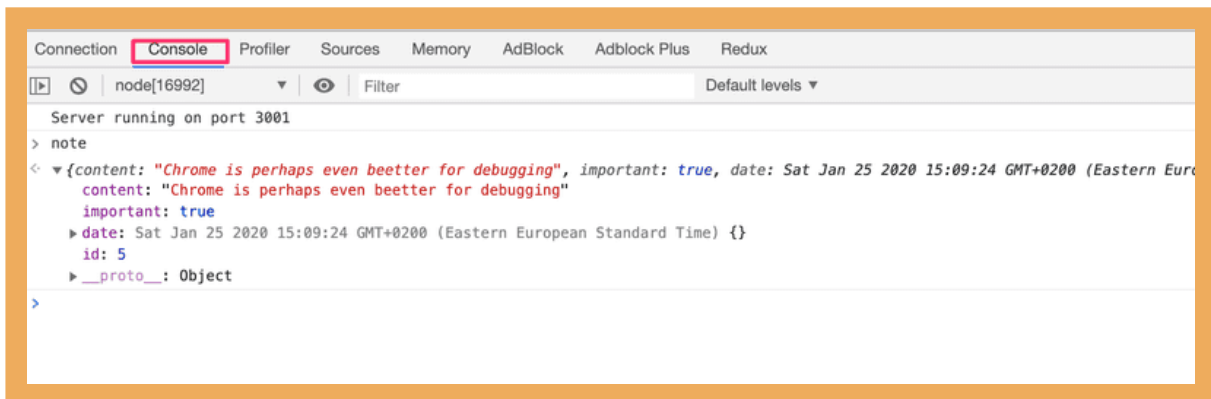 Connection Console Profiler Sources Memory AdBlock Adblock Plus Redux
node[16992] ▼ Filter Default levels ▼
Server running on port 3001
> note
▼{content: "Chrome is perhaps even beetter for debugging", important: true, date: Sat Jan 25 2020 15:09:24 GMT+0200 (Eastern
content: "Chrome is perhaps even beetter for debugging"
important: true
▶date: Sat Jan 25 2020 15:09:24 GMT+0200 (Eastern European Standard Time) {}
id: 5
▶__proto__: Object
>